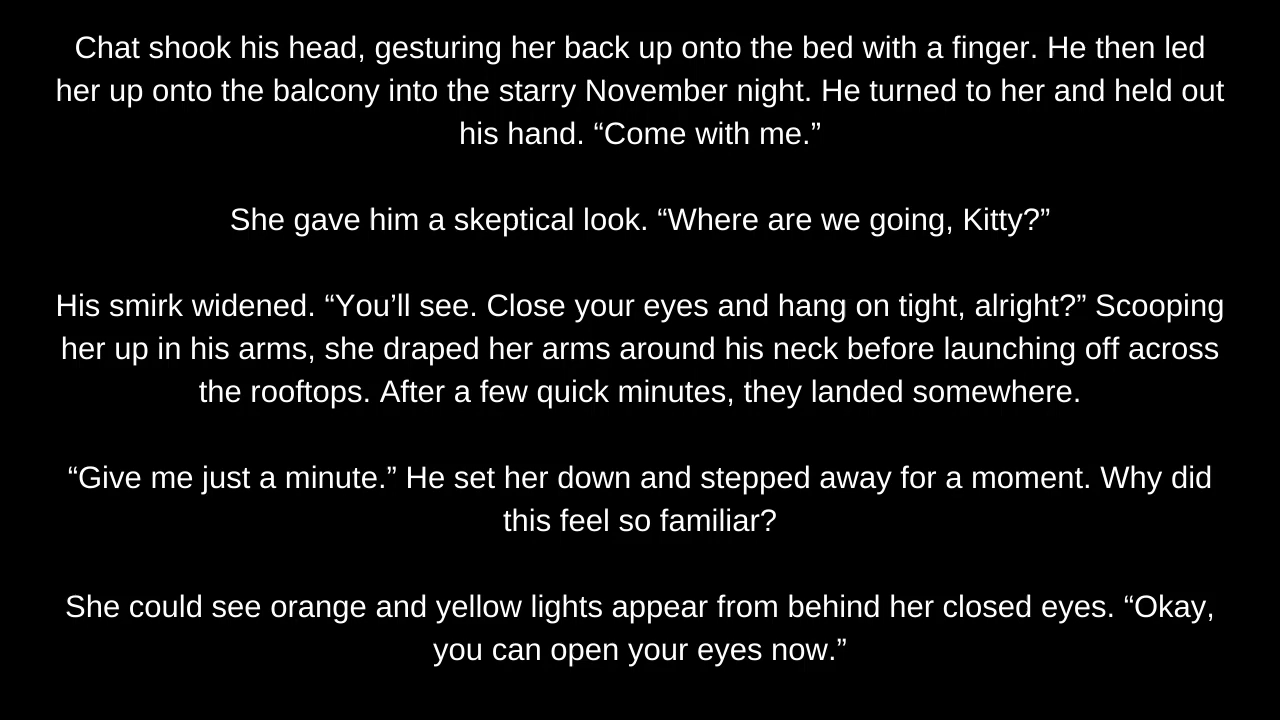 Chat shook his head, gesturing her back up onto the bed with a finger. He then led
her up onto the balcony into the starry November night. He turned to her and held out
his hand. “Come with me.”
She gave him a skeptical look. “Where are we going, Kitty?”
His smirk widened. “You’ll see. Close your eyes and hang on tight, alright?” Scooping
her up in his arms, she draped her arms around his neck before launching off across
the rooftops. After a few quick minutes, they landed somewhere.
“Give me just a minute.” He set her down and stepped away for a moment. Why did
this feel so familiar?
She could see orange and yellow lights appear from behind her closed eyes. “Okay,
you can open your eyes now.”